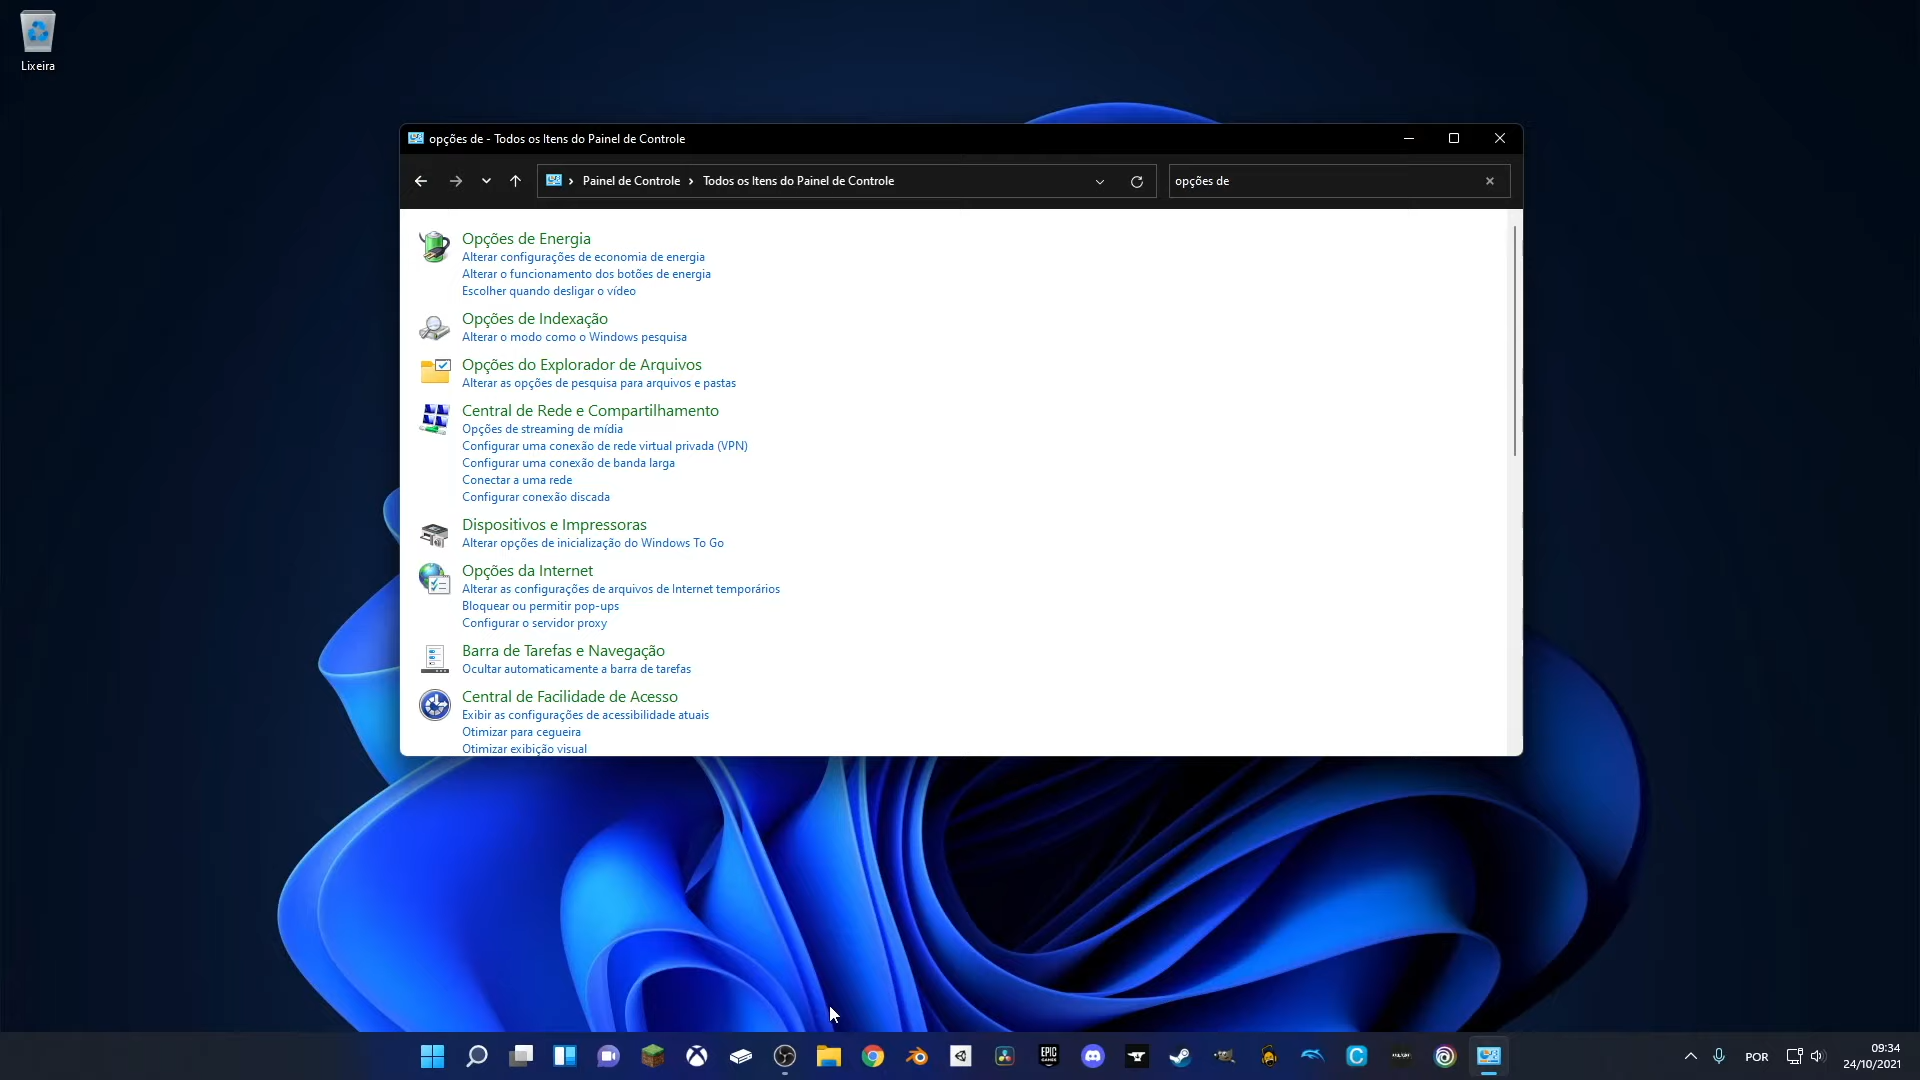 Lixeira
opções de - Todos os Itens do Painel de Controle
Painel de Controle
Todos os Itens do Painel de Controle
opções de
Opções de Energia
Alterar configurações de economia de energia
Alterar o funcionamento dos botões de energia
Escolher quando desligar o vídeo
Opções de Indexação
Alterar o modo como o Windows pesquisa
Opções do Explorador de Arquivos
Alterar as opções de pesquisa para arquivos e pastas
Central de Rede e Compartilhamento
Opções de streaming de mídia
Configurar uma conexão de rede virtual privada (VPN)
Configurar uma conexão de banda larga
Conectar a uma rede
Configurar conexão discada
Dispositivos e Impressoras
Alterar opções de inicialização do Windows To Go
Opções da Internet
Alterar as configurações de arquivos de Internet temporários
Bloquear ou permitir pop-ups
Configurar o servidor proxy
Barra de Tarefas e Navegação
Ocultar automaticamente a barra de tarefas
Central de Facilidade de Acesso
Exibir as configurações de acessibilidade atuais
Otimizar para cegueira
Otimizar exibição visual
EPIC GAMES
POR
09:34
24/10/2021